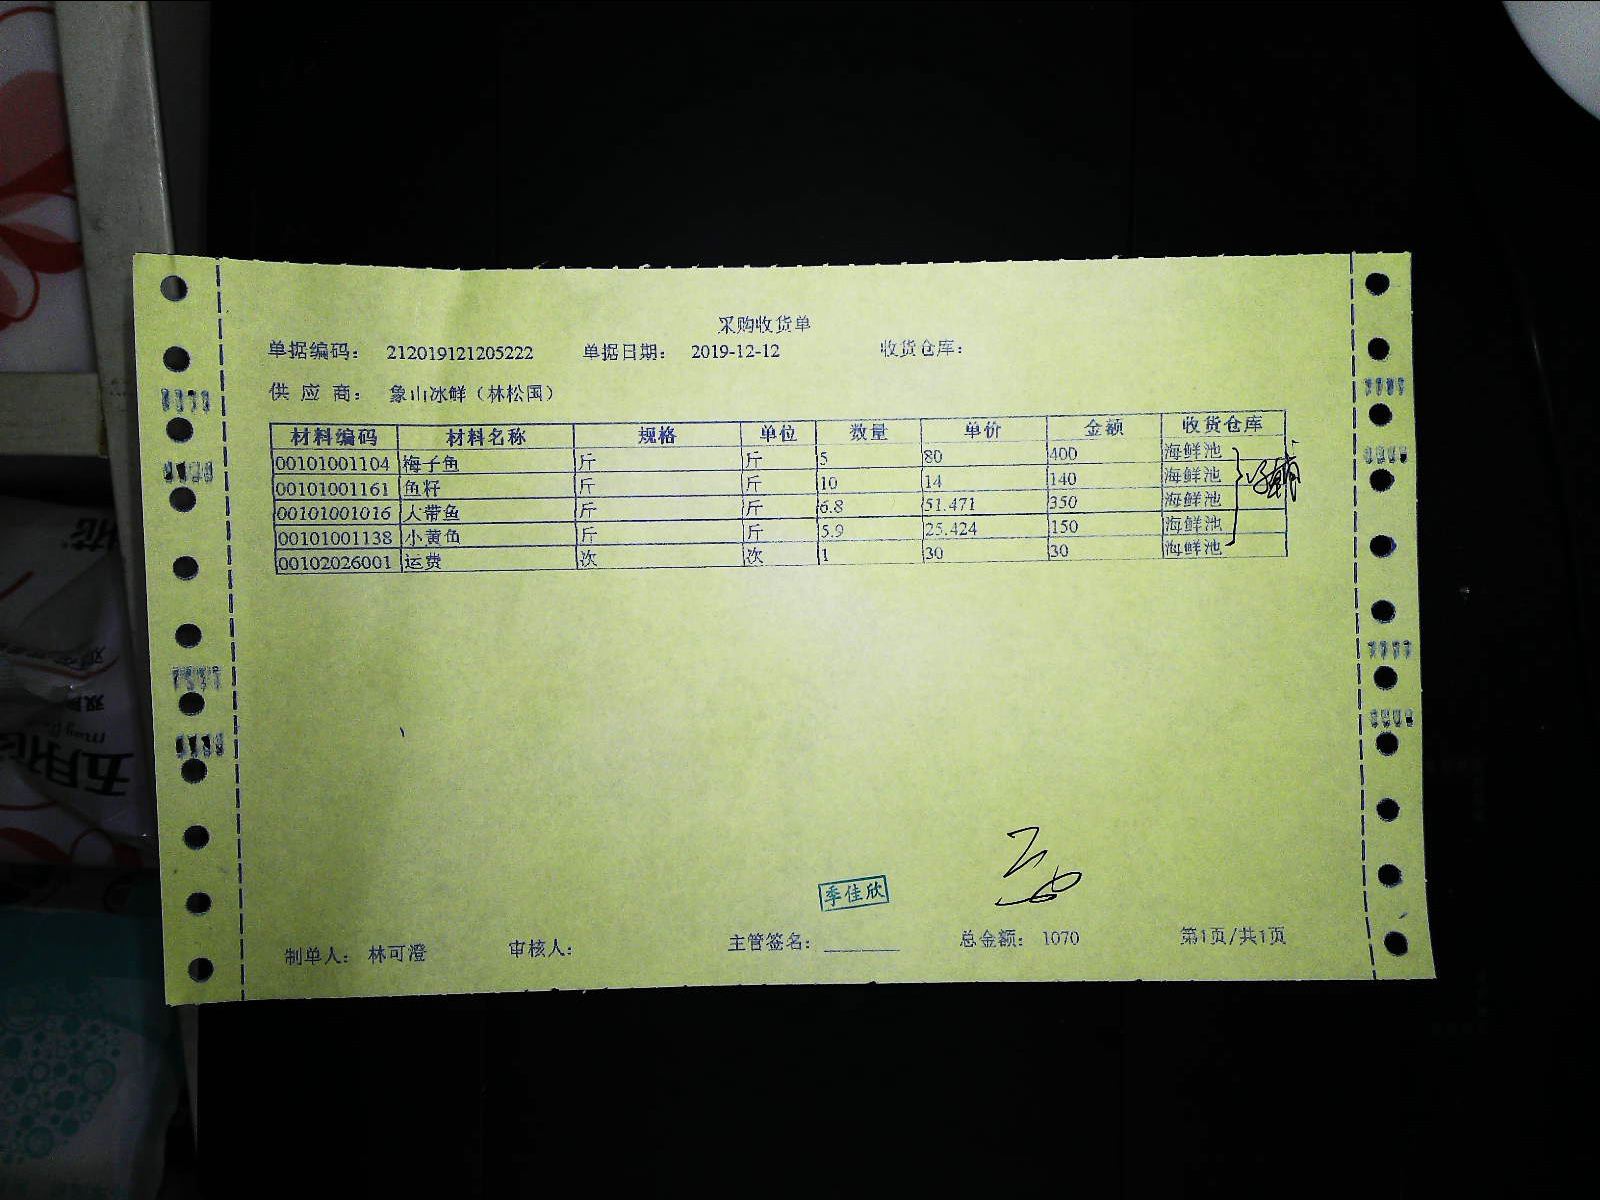 采购收货单
单据编码： 212019121205222 单据日期： 2019-12-12 收货仓库：
供 应 商： 象山冰鲜（林松国）
材料编码 材料名称 规格 单位 数量 单价 金额 收货仓库
00101001104 梅子鱼 斤 斤 5 80 400 海鲜池
00101001161 鱼籽 斤 斤 10 14 140 海鲜池
00101001016 大带鱼 斤 斤 6.8 51.471 350 海鲜池
00101001138 小黄鱼 斤 斤 5.9 25.424 150 海鲜池
00102026001 运费 次 次 1 30 30 海鲜池
季佳欣
制单人： 林可澄 审核人： 主管签名： 总金额： 1070 第1页/共1页
五月花